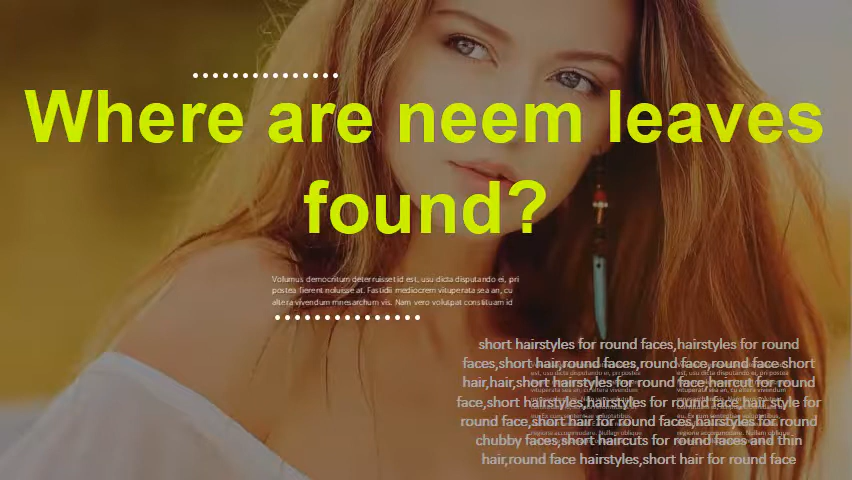 Where are neem leaves
found?
Volumus democritum deterruisset id est, usu dicta disputando ei, pri
postea fierent noluisse at. Fastidii mediocrem vituperata sea an, cu
altera vivendum mnesarchum vis. Nam vero volutpat constituam id
short hairstyles for round faces,hairstyles for round
faces,short hair,round faces,round face,round face short
hair,hair,short hairstyles for round face,haircut for round
face,short hairstyles,hairstyles for round face,hair style for
round face,short hair for round faces,short hairstyles for
chubby faces,short haircuts for round faces and thin
hair,round face hairstyles,short hair for round face